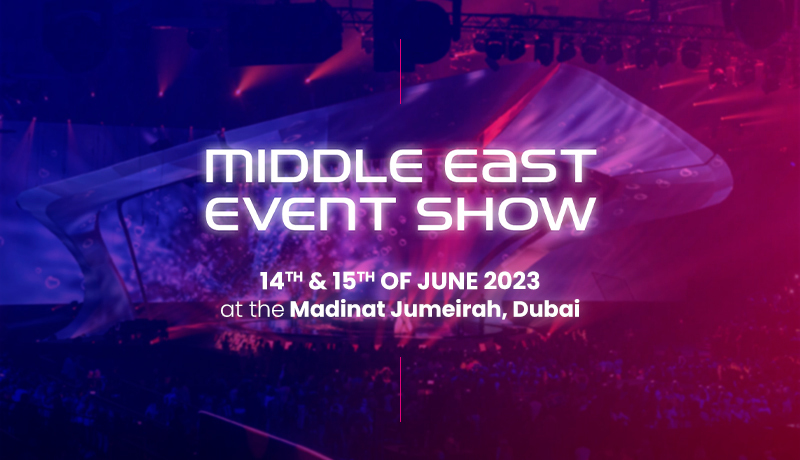 MIDDLE EAST
EVENT SHOW
14TH & 15TH OF JUNE 2023
at the Madinat Jumeirah, Dubai